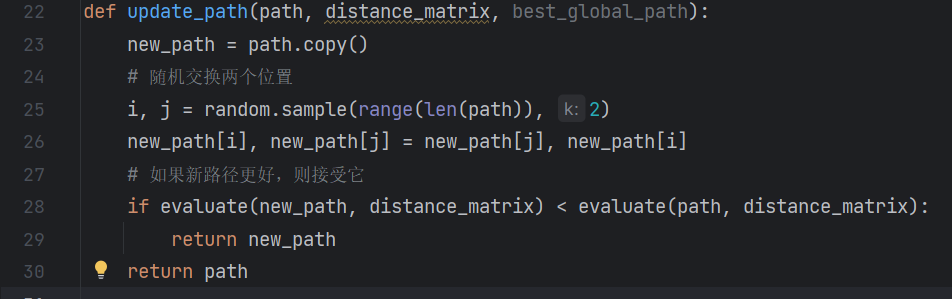 22 def update_path(path, distance_matrix, best_global_path):
23 new_path = path.copy()
24 # 随机交换两个位置
25 i, j = random.sample(range(len(path)), k: 2)
26 new_path[i], new_path[j] = new_path[j], new_path[i]
27 # 如果新路径更好，则接受它
28 if evaluate(new_path, distance_matrix) < evaluate(path, distance_matrix):
29 return new_path
30 return path